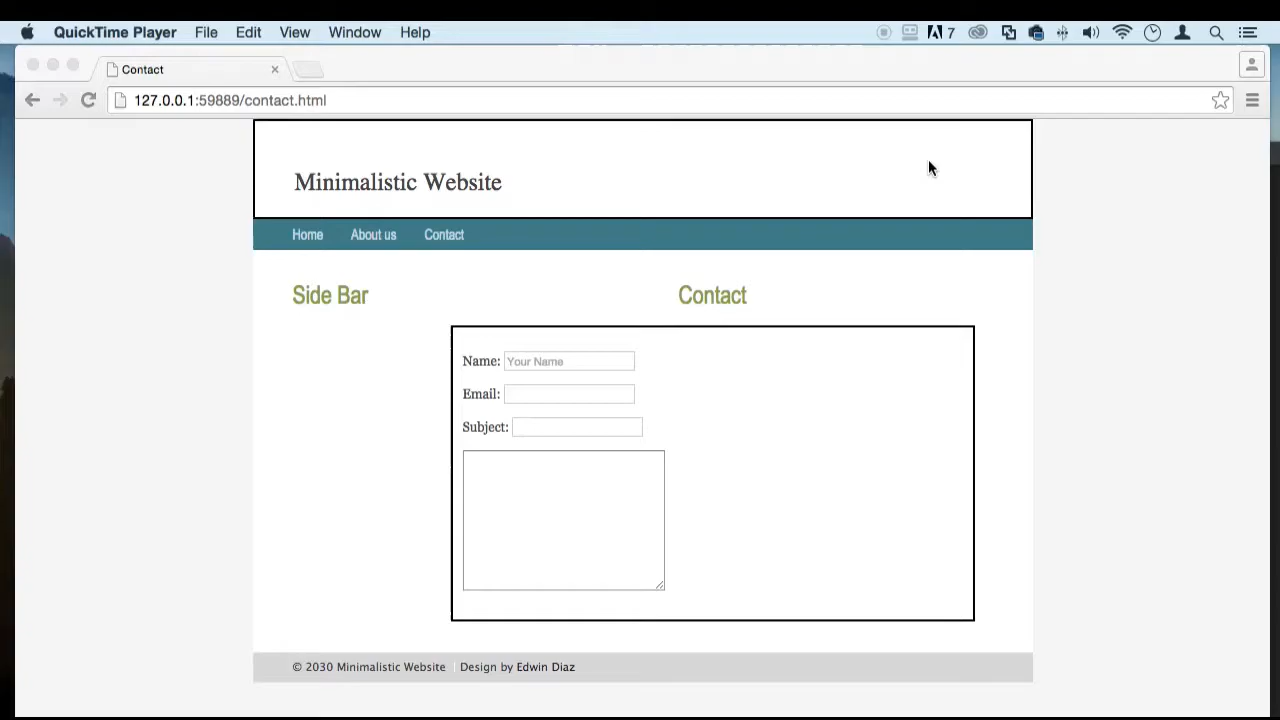 QuickTime Player File Edit View Window Help 7
Contact
127.0.0.1:59889/contact.html
Minimalistic Website
Home About us Contact
Side Bar Contact
Name: Your Name
Email:
Subject:
© 2030 Minimalistic Website Design by Edwin Diaz